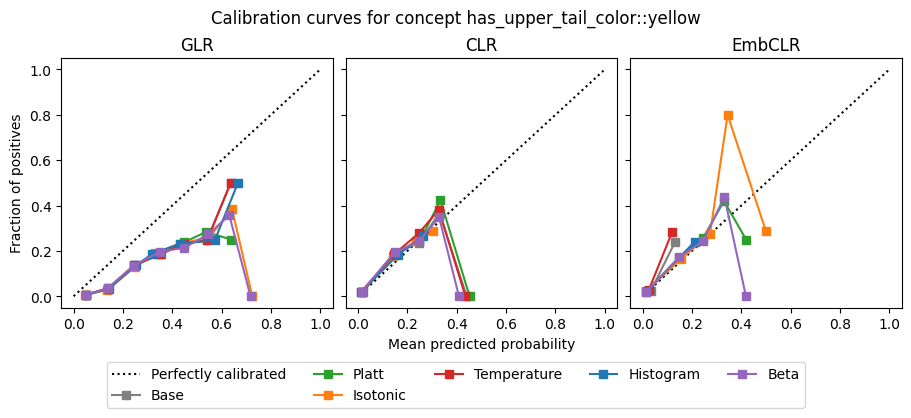 Calibration curves for concept has_upper_tail_color::yellow
GLR
CLR
EmbCLR
Fraction of positives
1.0
0.8
0.6
0.4
0.2
0.0
0.0 0.2 0.4 0.6 0.8 1.0
0.0 0.2 0.4 0.6 0.8 1.0
0.0 0.2 0.4 0.6 0.8 1.0
Mean predicted probability
Perfectly calibrated
Base
Platt
Isotonic
Temperature
Histogram
Beta